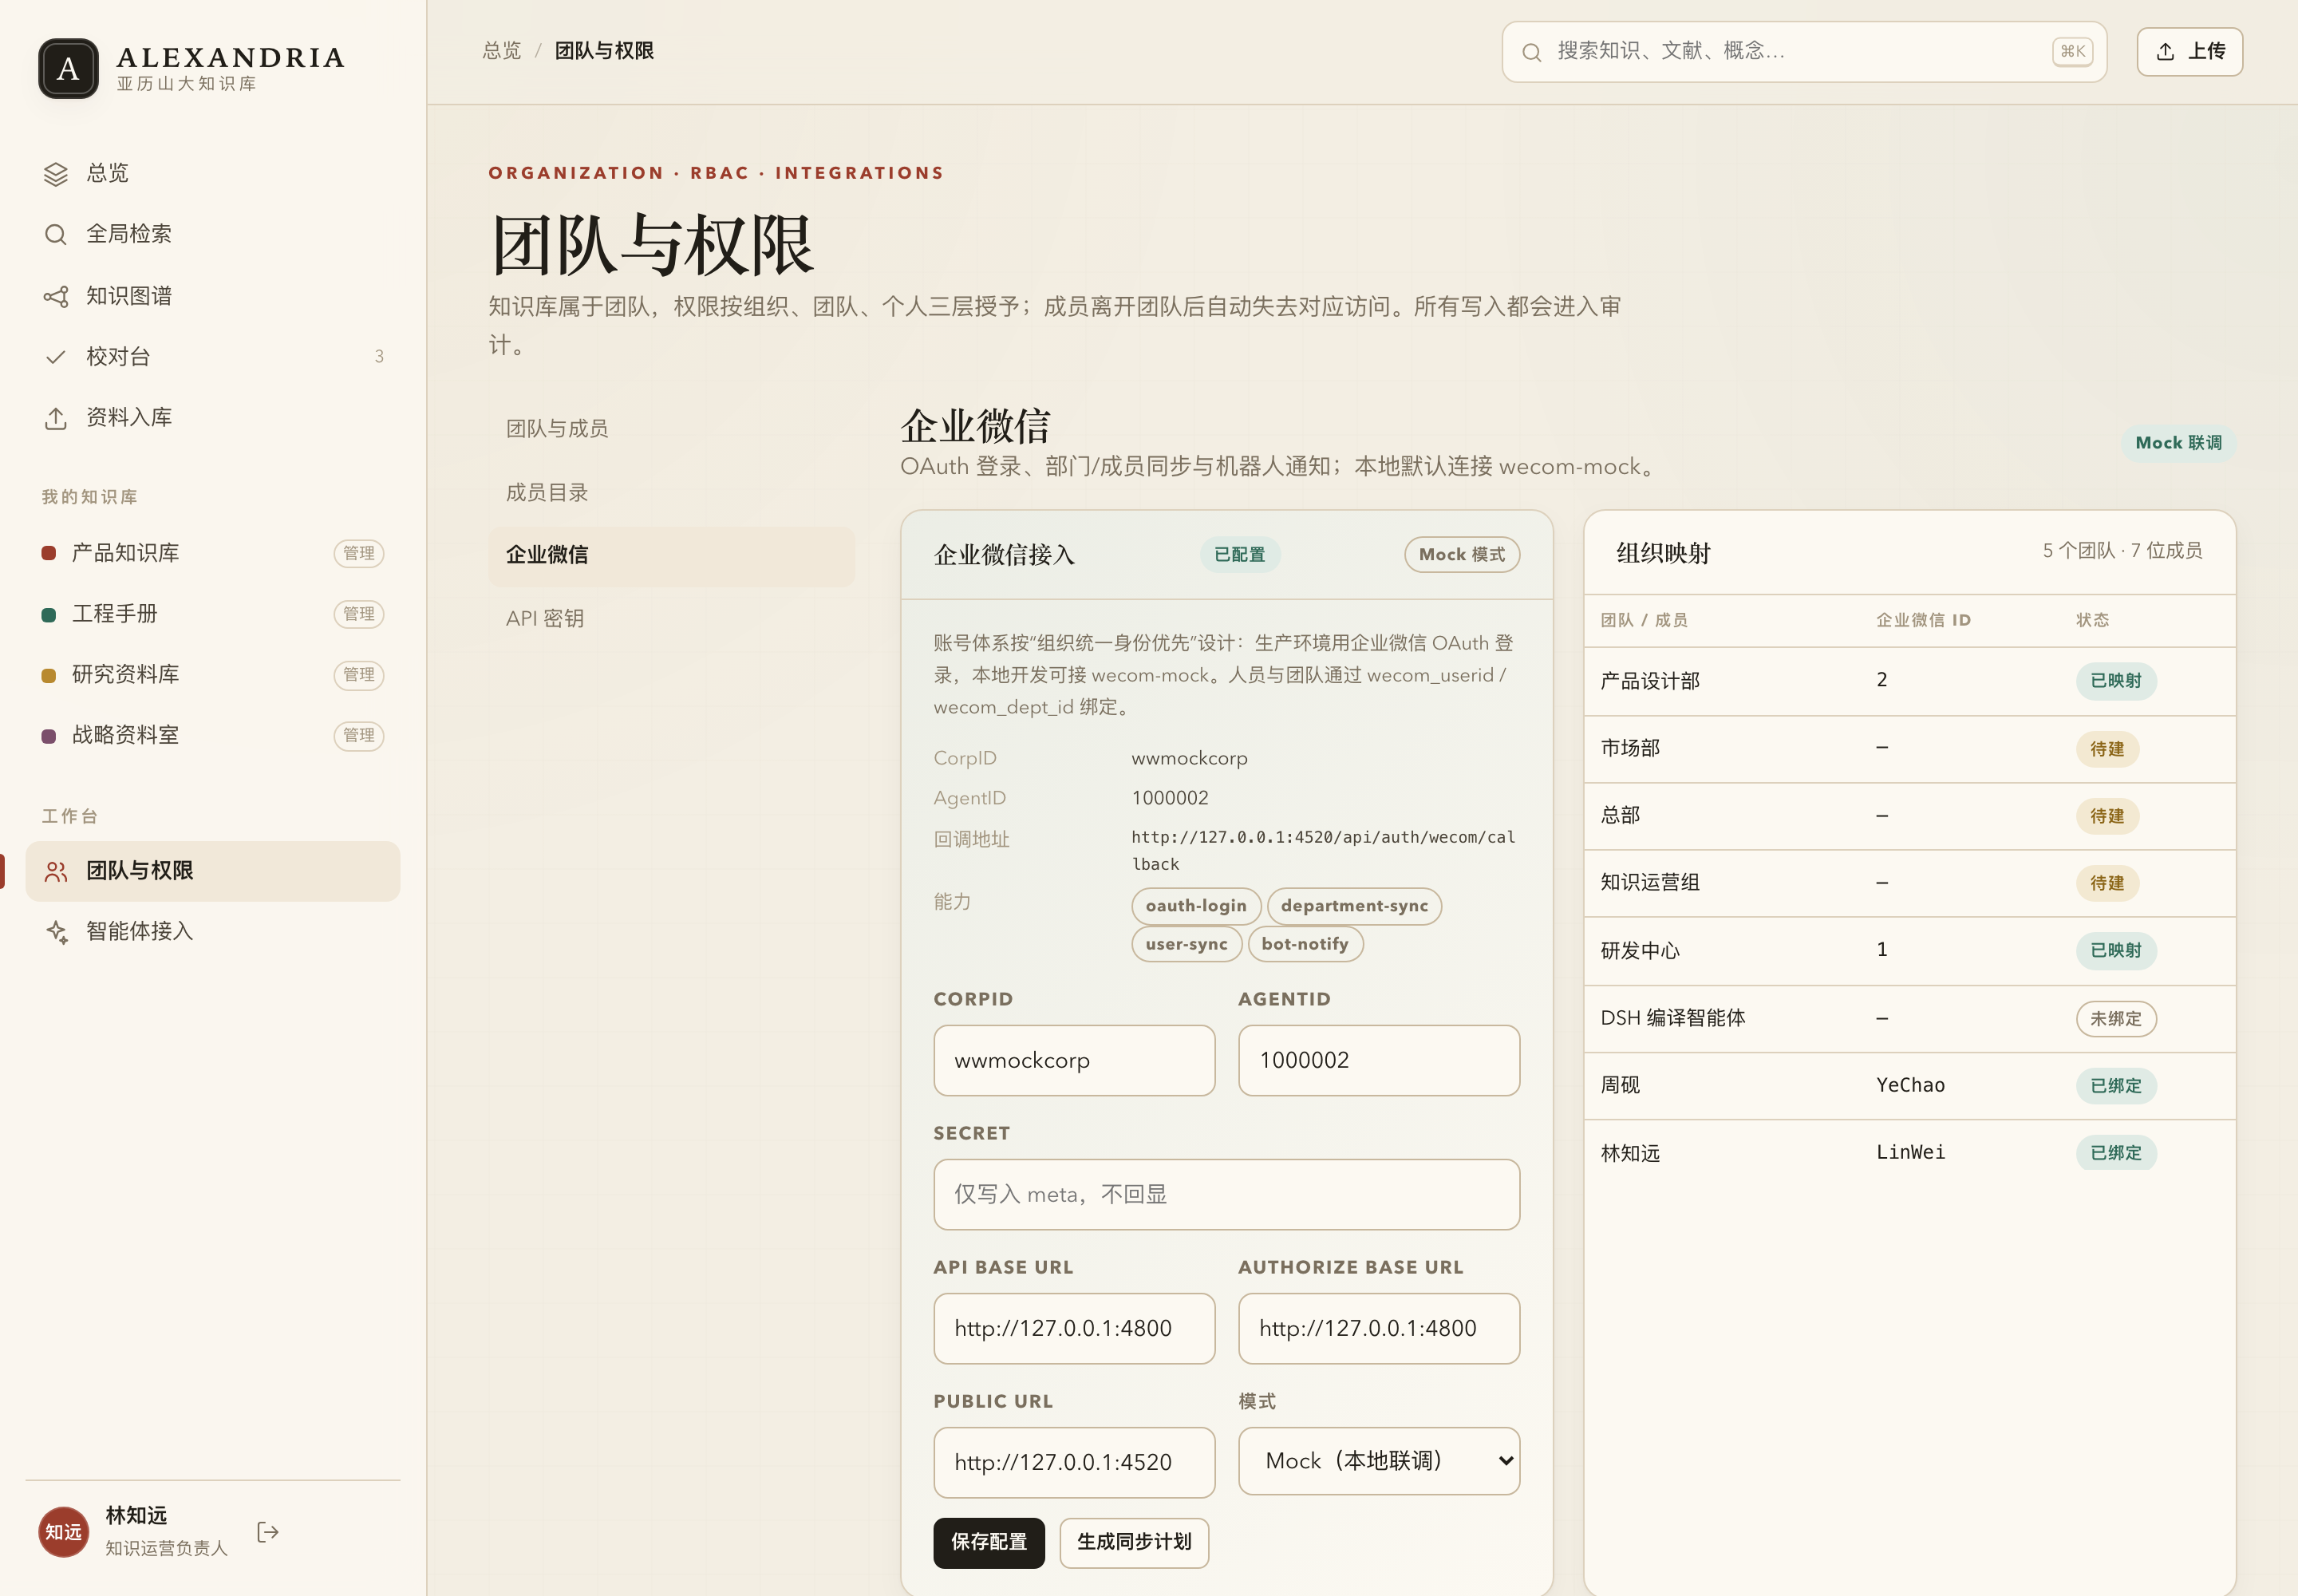 A
ALEXANDRIA
亚历山大知识库
总览
全局检索
知识图谱
校对台 3
资料入库
我的知识库
产品知识库 管理
工程手册 管理
研究资料库 管理
战略资料室 管理
工作台
团队与权限
智能体接入
知远
林知远
知识运营负责人
总览 / 团队与权限
搜索知识、文献、概念… ⌘K
上传
ORGANIZATION · RBAC · INTEGRATIONS
团队与权限
知识库属于团队，权限按组织、团队、个人三层授予；成员离开团队后自动失去对应访问。所有写入都会进入审
计。
团队与成员
成员目录
企业微信
API 密钥
企业微信
OAuth 登录、部门/成员同步与机器人通知；本地默认连接 wecom-mock。
Mock 联调
企业微信接入 已配置 Mock 模式
账号体系按“组织统一身份优先”设计：生产环境用企业微信 OAuth 登
录，本地开发可接 wecom-mock。人员与团队通过 wecom_userid /
wecom_dept_id 绑定。
CorpID wwmockcorp
AgentID 1000002
回调地址 http://127.0.0.1:4520/api/auth/wecom/cal
lback
能力 oauth-login department-sync
user-sync bot-notify
CORPID AGENTID
wwmockcorp 1000002
SECRET
仅写入 meta，不回显
API BASE URL AUTHORIZE BASE URL
http://127.0.0.1:4800 http://127.0.0.1:4800
PUBLIC URL 模式
http://127.0.0.1:4520 Mock（本地联调）
保存配置 生成同步计划
组织映射 5 个团队 · 7 位成员
团队 / 成员 企业微信 ID 状态
产品设计部 2 已映射
市场部 — 待建
总部 — 待建
知识运营组 — 待建
研发中心 1 已映射
DSH 编译智能体 — 未绑定
周砚 YeChao 已绑定
林知远 LinWei 已绑定